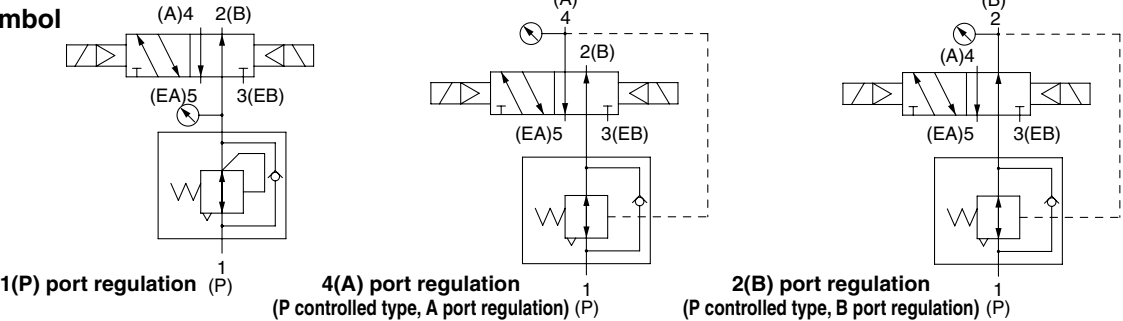 mbol
(A)4 2(B)
(EA)5 3(EB)
1
(P)
1(P) port regulation
(A)
4
2(B)
(EA)5 3(EB)
1
(P)
4(A) port regulation
(P controlled type, A port regulation)
(B)
2
(A)4
(EA)5 3(EB)
1
(P)
2(B) port regulation
(P controlled type, B port regulation)